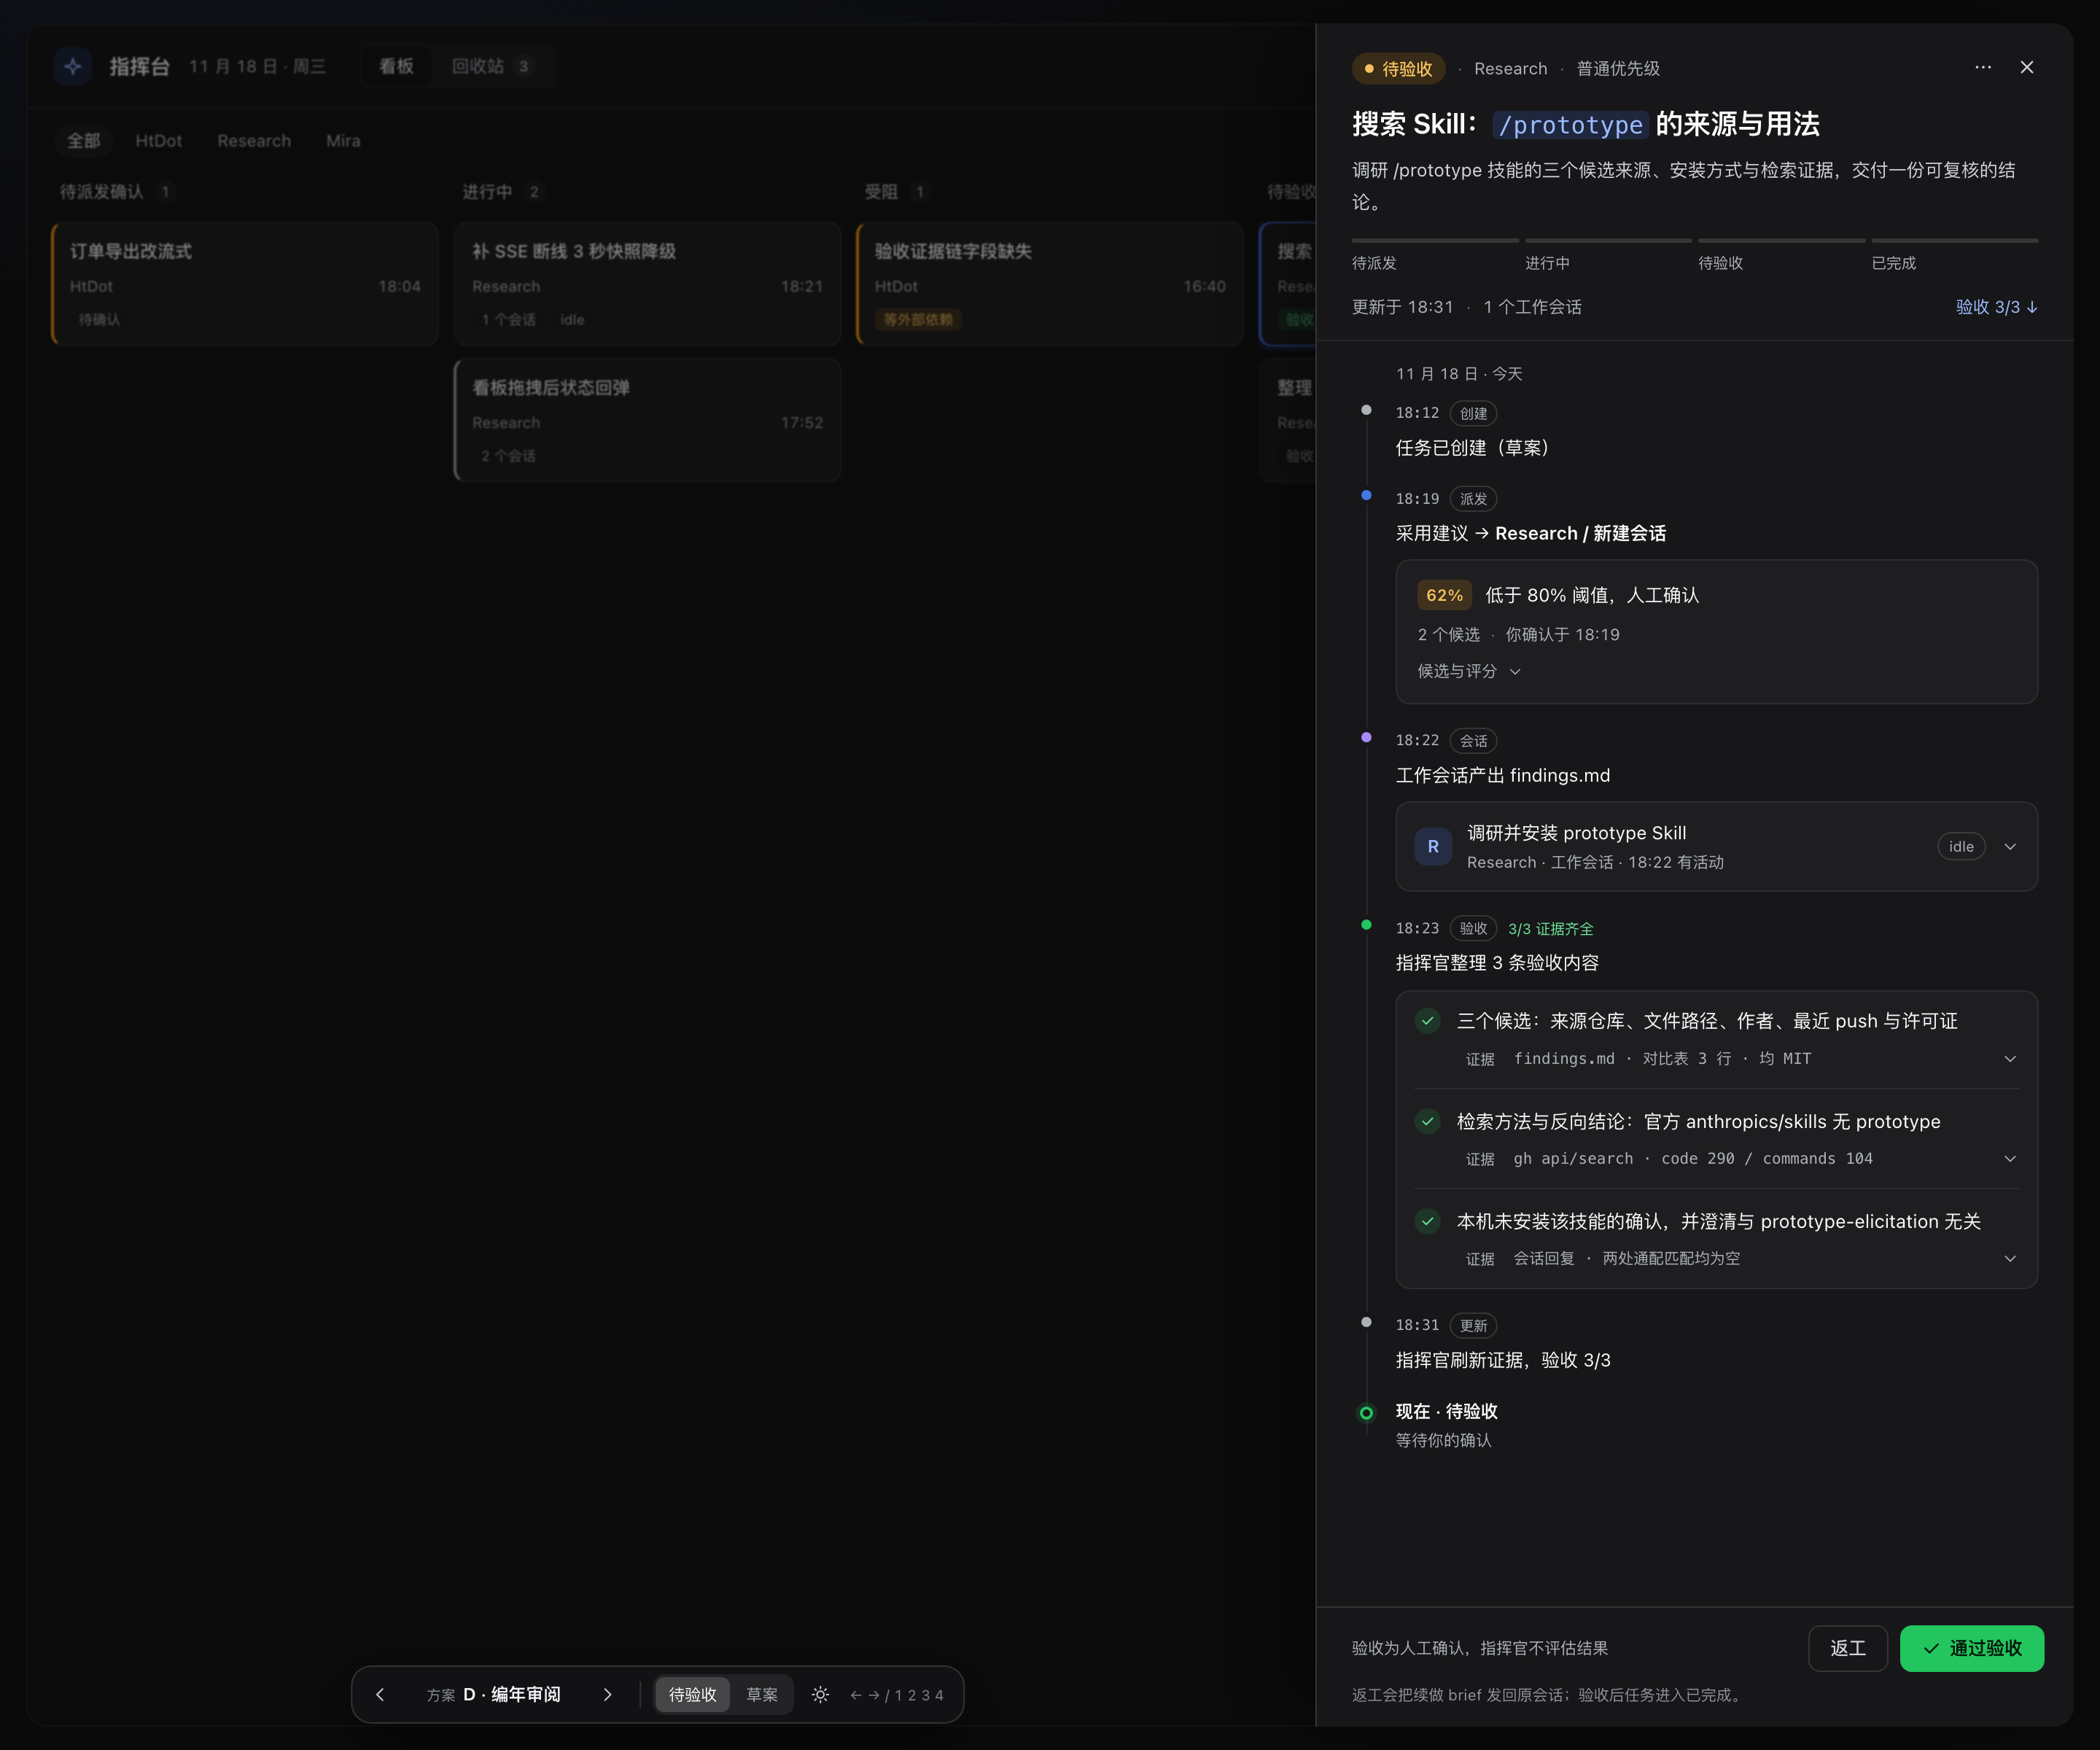 指挥台 11 月 18 日 · 周三 看板 回收站 3
全部 HtDot Research Mira
待派发确认 1
订单导出改流式
HtDot 18:04
待确认
进行中 2
补 SSE 断线 3 秒快照降级
Research 18:21
1 个会话 idle
看板拖拽后状态回弹
Research 17:52
2 个会话
受阻 1
验收证据链字段缺失
HtDot 16:40
等外部依赖
待验收
搜索
Resea
验收
整理
Resea
验收
待验收 · Research · 普通优先级
搜索 Skill： /prototype 的来源与用法
调研 /prototype 技能的三个候选来源、安装方式与检索证据，交付一份可复核的结
论。
待派发 进行中 待验收 已完成
更新于 18:31 · 1 个工作会话 验收 3/3 ↓
11 月 18 日 · 今天
18:12 创建
任务已创建（草案）
18:19 派发
采用建议 → Research / 新建会话
62% 低于 80% 阈值，人工确认
2 个候选 · 你确认于 18:19
候选与评分
18:22 会话
工作会话产出 findings.md
R 调研并安装 prototype Skill
Research · 工作会话 · 18:22 有活动 idle
18:23 验收 3/3 证据齐全
指挥官整理 3 条验收内容
三个候选：来源仓库、文件路径、作者、最近 push 与许可证
证据 findings.md · 对比表 3 行 · 均 MIT
检索方法与反向结论：官方 anthropics/skills 无 prototype
证据 gh api/search · code 290 / commands 104
本机未安装该技能的确认，并澄清与 prototype-elicitation 无关
证据 会话回复 · 两处通配匹配均为空
18:31 更新
指挥官刷新证据，验收 3/3
现在 · 待验收
等待你的确认
验收为人工确认，指挥官不评估结果 返工 通过验收
返工会把续做 brief 发回原会话；验收后任务进入已完成。
方案 D · 编年审阅 待验收 草案 ← → / 1 2 3 4